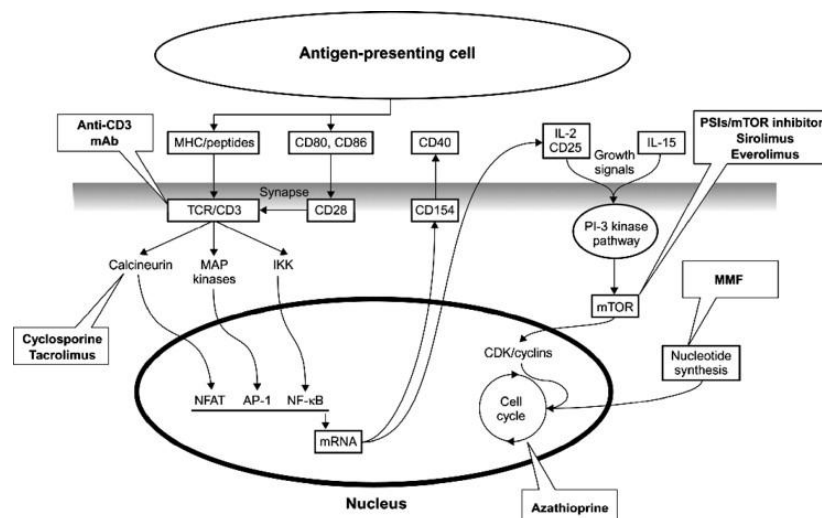 Antigen-presenting cell
Anti-CD3
mAb
MHC/peptides
CD80, CD86
CD40
IL-2
CD25
IL-15
Growth
signals
PSIs/mTOR inhibitor
Sirolimus
Everolimus
Synapse
TCR/CD3
CD28
CD154
PI-3 kinase
pathway
Calcineurin
MAP
kinases
IKK
mTOR
MMF
Cyclosporine
Tacrolimus
CDK/cyclins
Nucleotide
synthesis
NFAT
AP-1
NF-κB
Cell
cycle
mRNA
Nucleus
Azathioprine